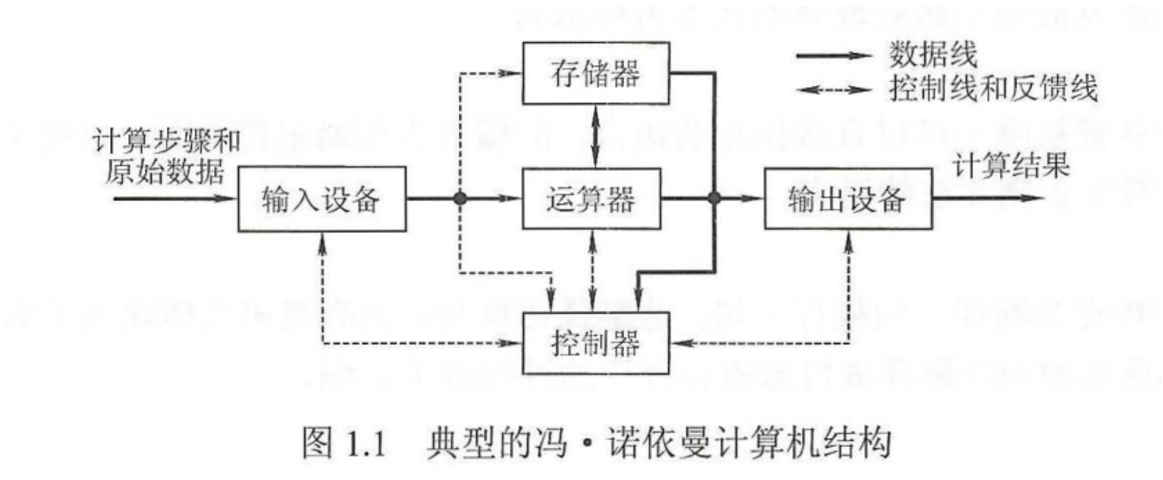 存储器
数据线
控制线和反馈线
计算步骤和
原始数据
输入设备
运算器
输出设备
计算结果
控制器
图 1.1 典型的冯·诺依曼计算机结构